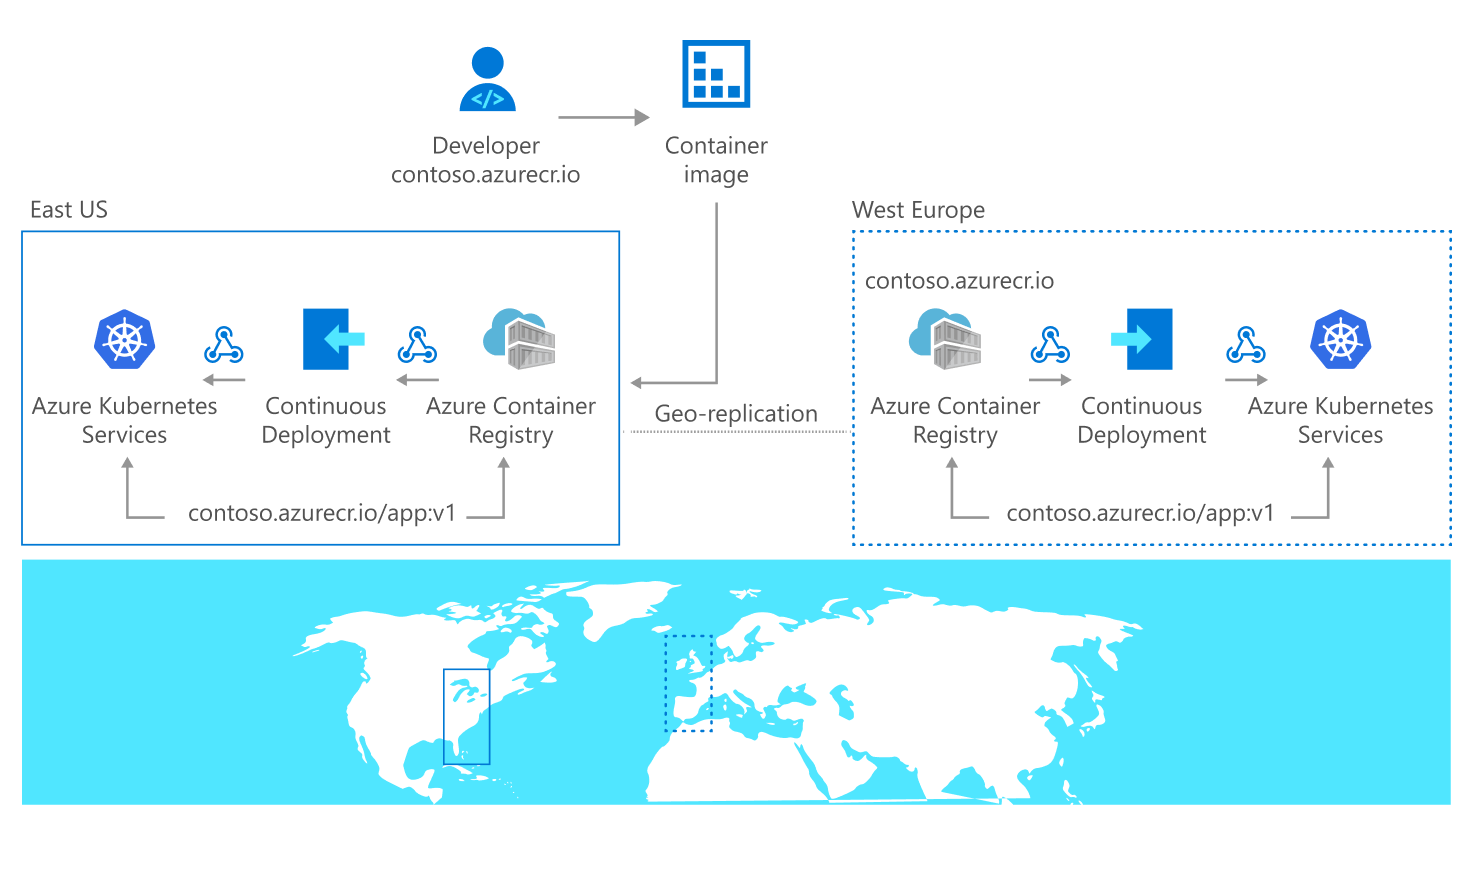 </>
Developer
contoso.azurecr.io
Container
image
East US
Azure Kubernetes
Services
Continuous
Deployment
Azure Container
Registry
contoso.azurecr.io/app:v1
Geo-replication
West Europe
contoso.azurecr.io
Azure Container
Registry
Continuous
Deployment
Azure Kubernetes
Services
contoso.azurecr.io/app:v1